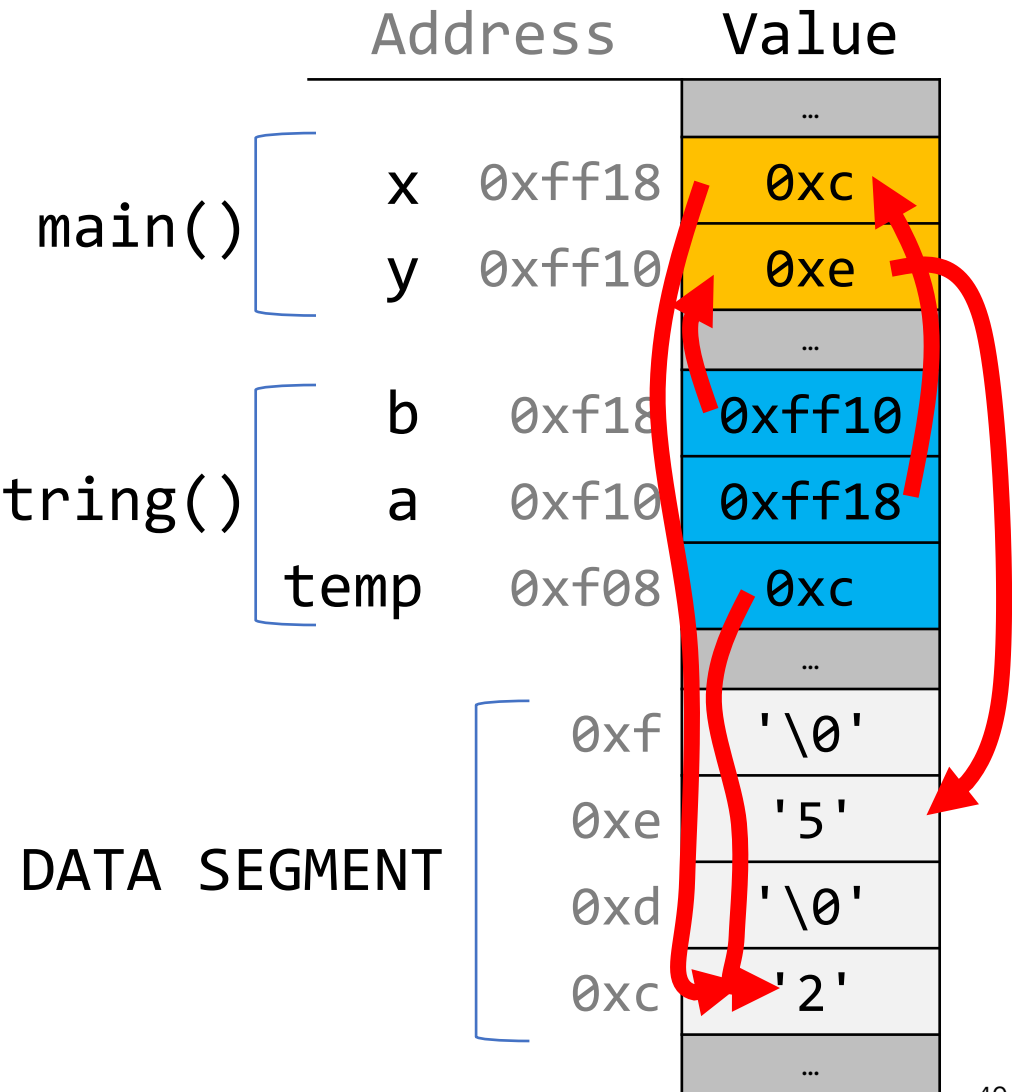 Address Value
…
x 0xff18 0xc
main()
y 0xff10 0xe
…
b 0xf18 0xff10
tring() a 0xf10 0xff18
temp 0xf08 0xc
…
0xf '\0'
0xe '5'
DATA SEGMENT
0xd '\0'
0xc '2'
…